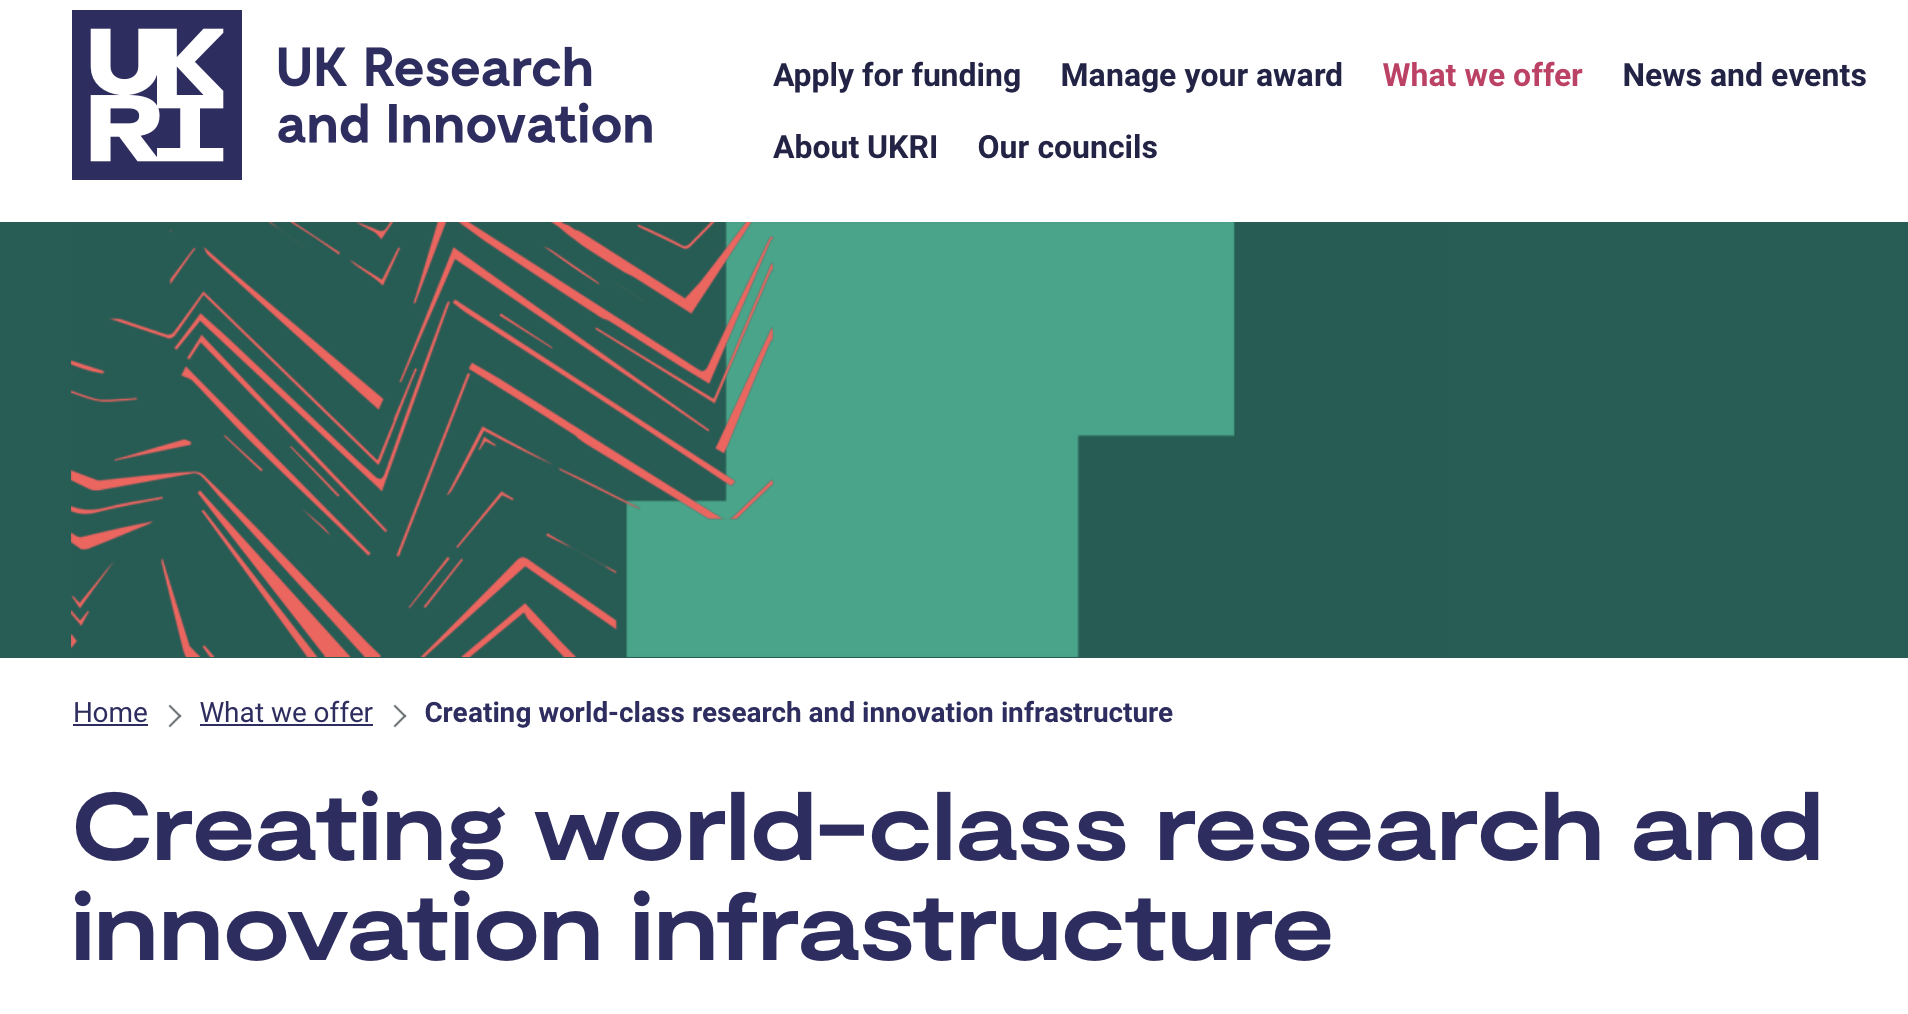 UK
RI
UK Research
and Innovation
Apply for funding What we offer Manage your award News and events
About UKRI Our councils
Home What we offer Creating world-class research and innovation infrastructure
Creating world-class research and
innovation infrastructure